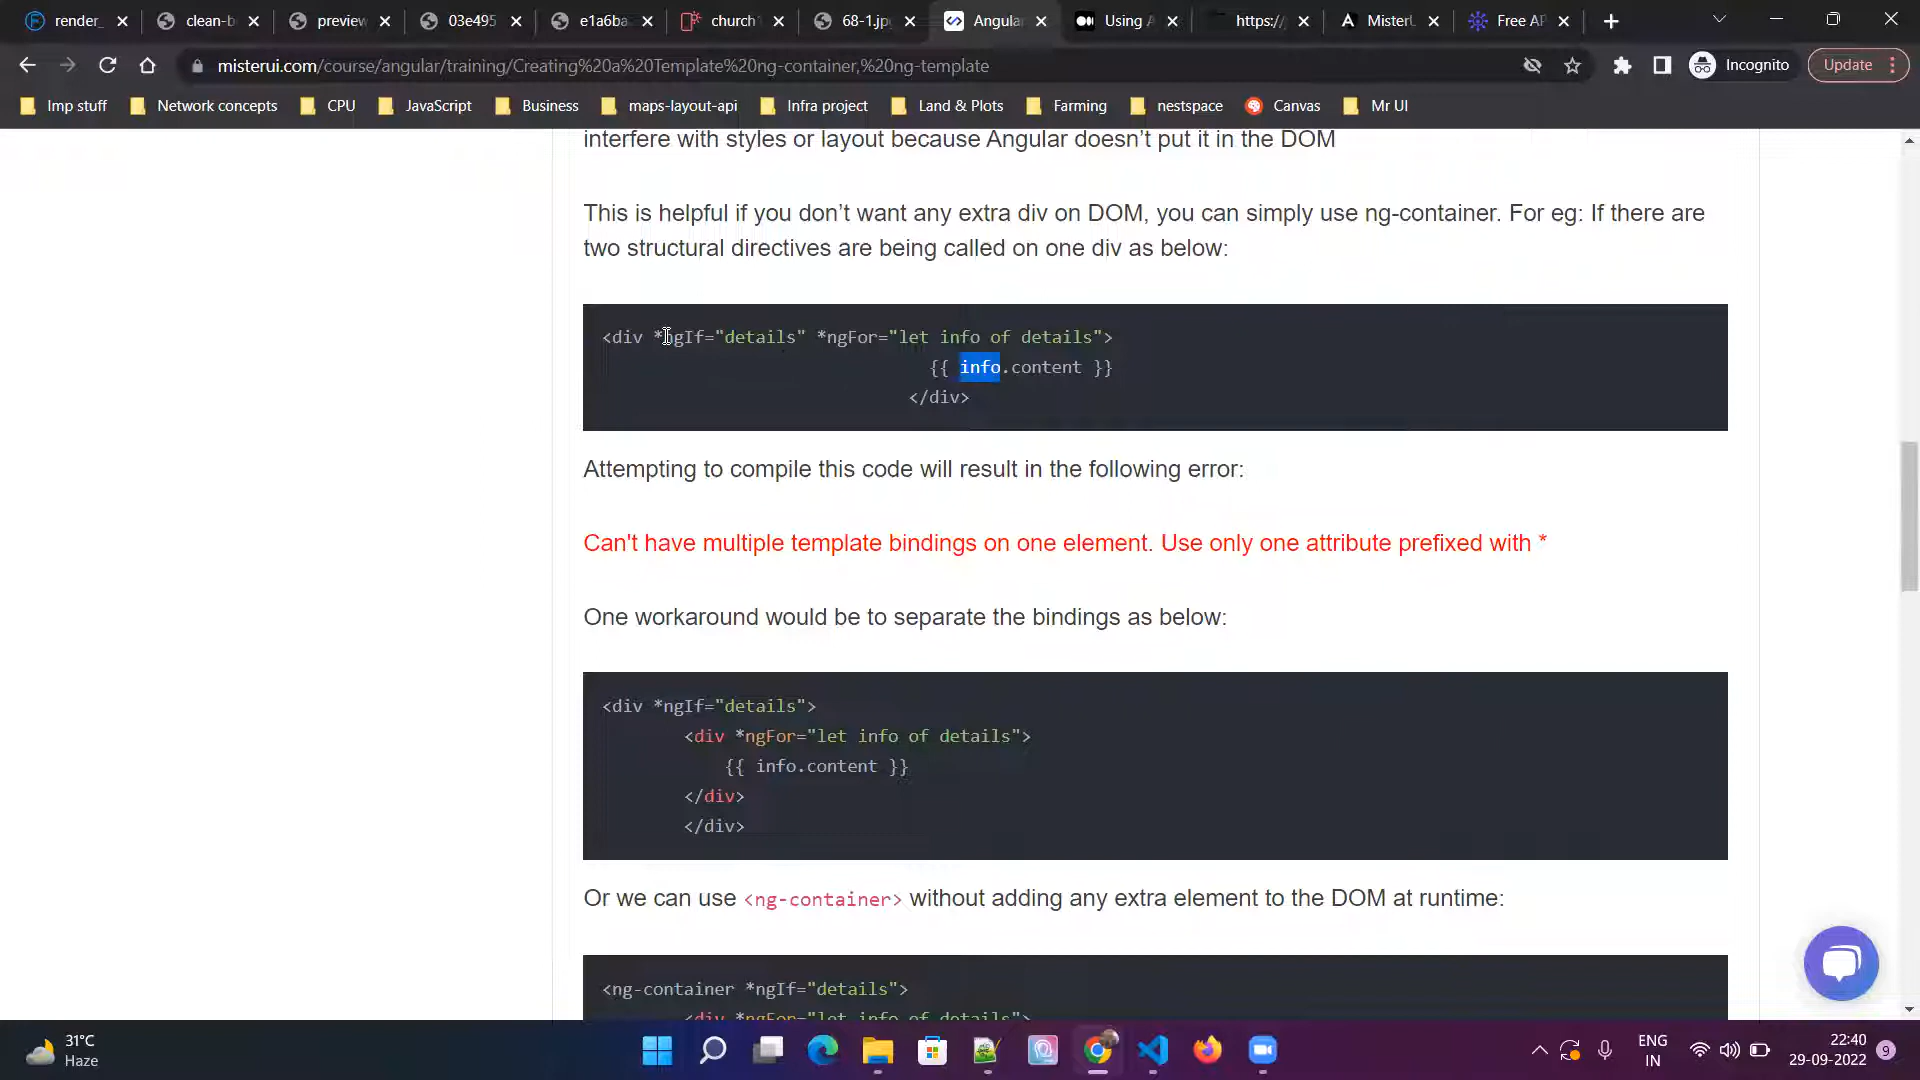 render_
clean-b
preview
03e495
e1a6ba
church
68-1.jp
Angular
Using A
https://
MisterU
Free AP
misterui.com/course/angular/training/Creating%20a%20Template%20ng-container,%20ng-template
Incognito
Update
Imp stuff
Network concepts
CPU
JavaScript
Business
maps-layout-api
Infra project
Land & Plots
Farming
nestspace
Canvas
Mr UI
interfere with styles or layout because Angular doesn’t put it in the DOM
This is helpful if you don’t want any extra div on DOM, you can simply use ng-container. For eg: If there are
two structural directives are being called on one div as below:
<div *ngIf="details" *ngFor="let info of details">
{{ info.content }}
</div>
Attempting to compile this code will result in the following error:
Can't have multiple template bindings on one element. Use only one attribute prefixed with *
One workaround would be to separate the bindings as below:
<div *ngIf="details">
<div *ngFor="let info of details">
{{ info.content }}
</div>
</div>
Or we can use <ng-container> without adding any extra element to the DOM at runtime:
<ng-container *ngIf="details">
<div *ngFor="let info of details">
31°C
Haze
ENG
IN
22:40
29-09-2022
9